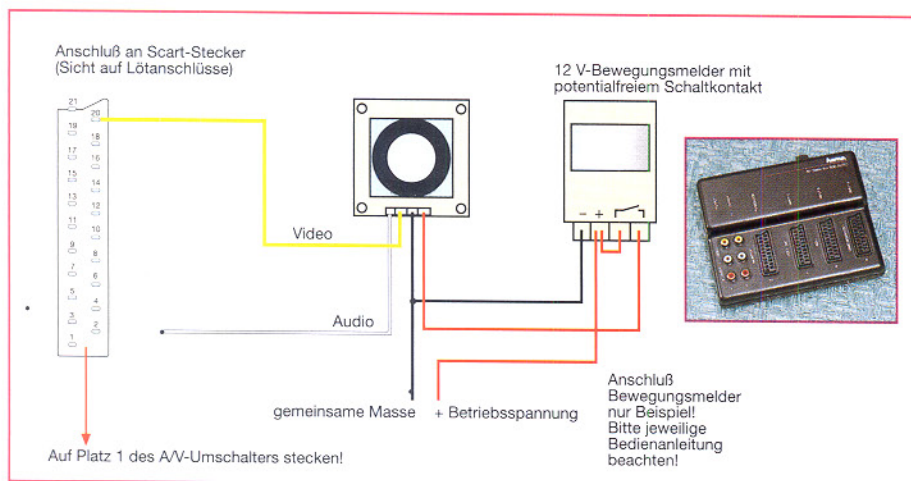 Anschluß an Scart-Stecker
(Sicht auf Lötanschlüsse)
12 V-Bewegungsmelder mit
potentialfreiem Schaltkontakt
21
20
19
18
17
16
15
14
13
12
11
10
9
8
7
6
5
4
3
2
1
Video
Audio
- +
hama
gemeinsame Masse + Betriebsspannung
Anschluß
Bewegungsmelder
nur Beispiel!
Bitte jeweilige
Bedienanleitung
beachten!
Auf Platz 1 des A/V-Umschalters stecken!